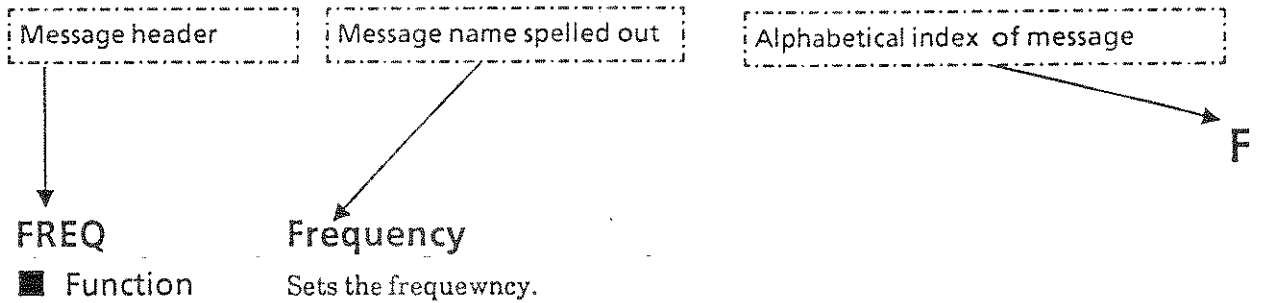 Message header
Message name spelled out
Alphabetical index of message
F
FREQ Frequency
■ Function Sets the frequewncy.